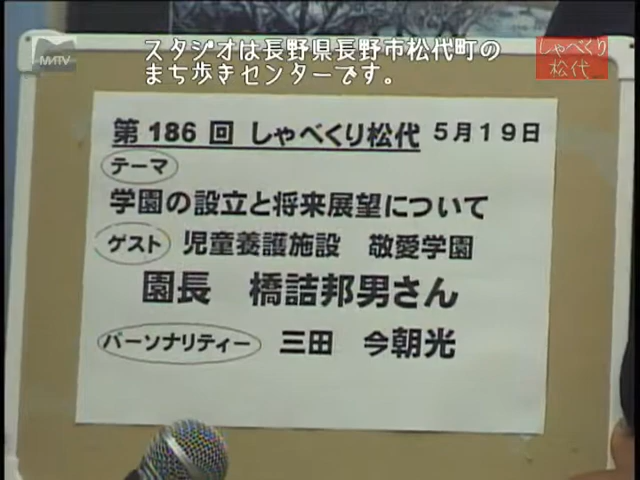 スタジオは長野県長野市松代町の
まち歩きセンターです。
しゃべくり
松代
MATV
第186回 しゃべくり松代 5月19日
テーマ
学園の設立と将来展望について
ゲスト 児童養護施設 敬愛学園
園長 橋詰邦男さん
パーソナリティー 三田 今朝光